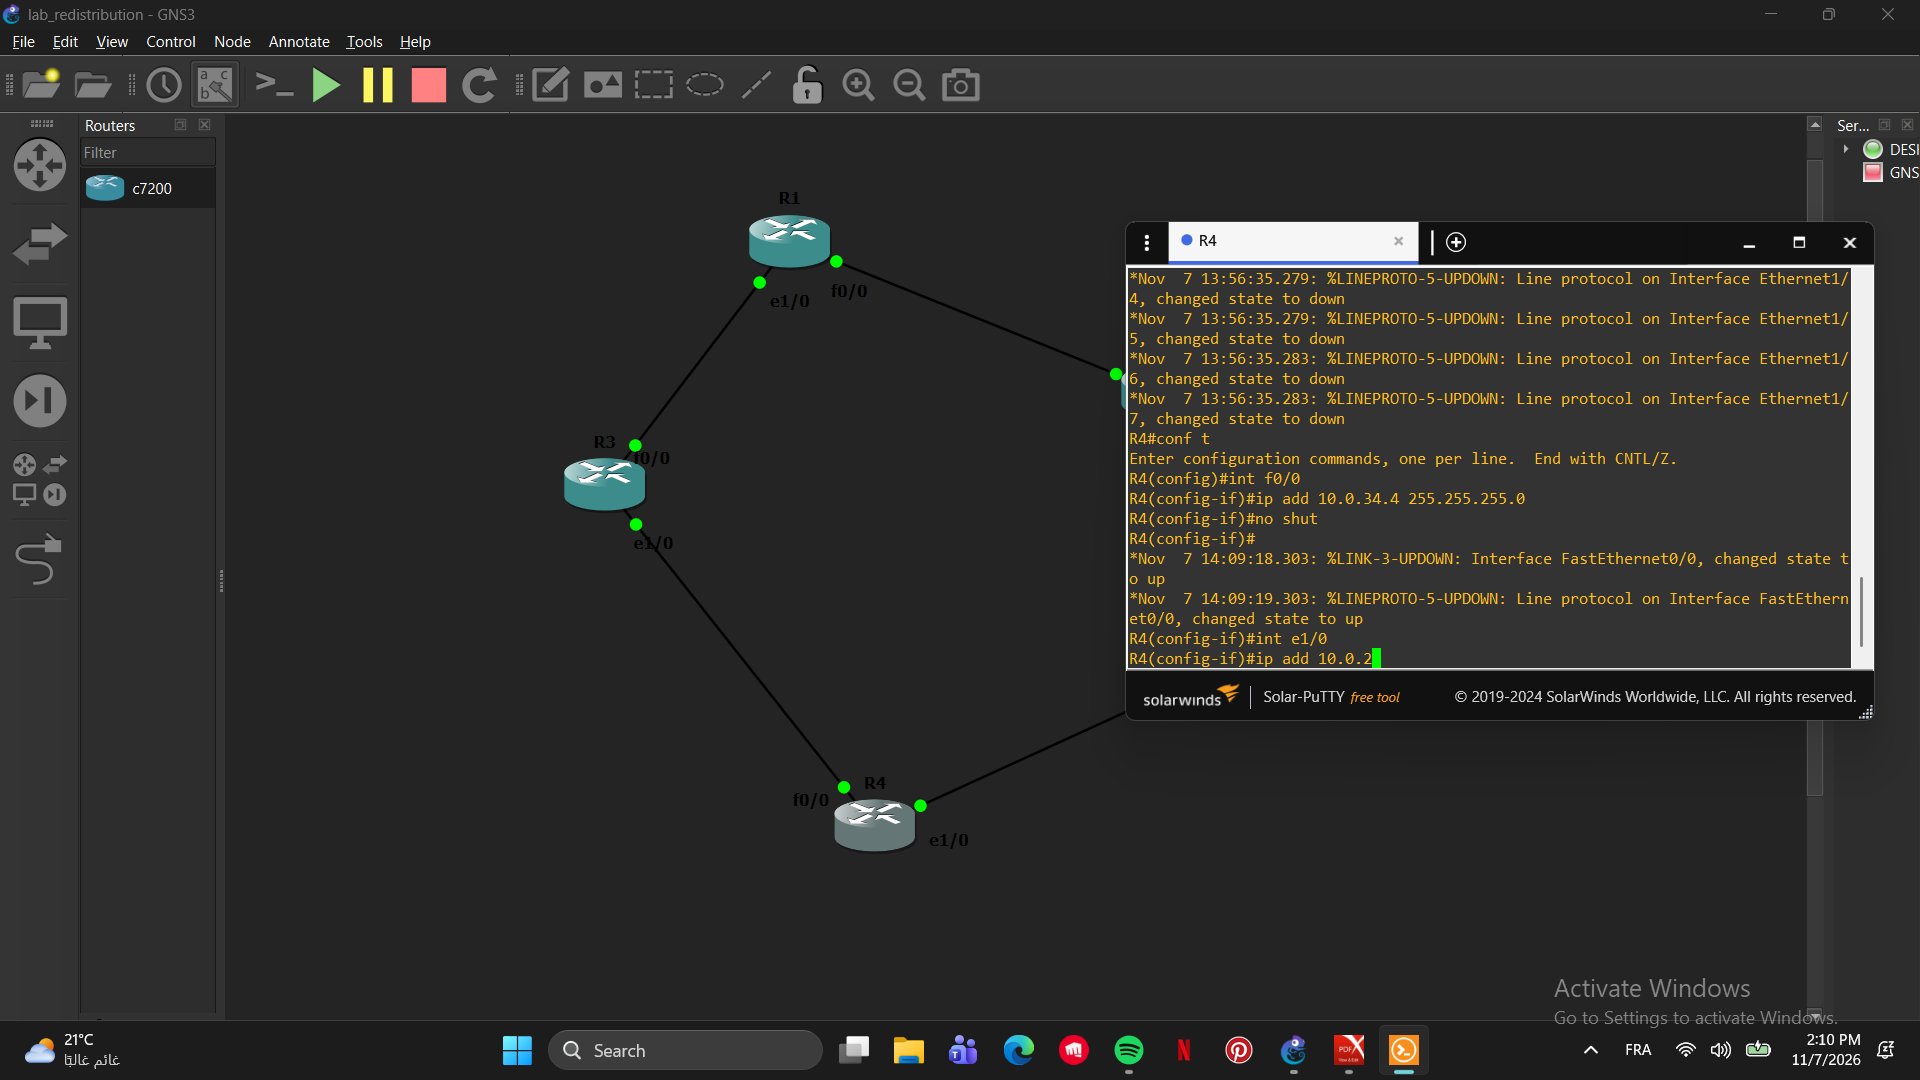 lab_redistribution - GNS3
File Edit View Control Node Annotate Tools Help
Routers
Filter
c7200
Ser...
DESH
GNS
R1
e1/0
f0/0
R3
f0/0
e1/0
R4
f0/0
e1/0
R4
*Nov  7 13:56:35.279: %LINEPROTO-5-UPDOWN: Line protocol on Interface Ethernet1/
4, changed state to down
*Nov  7 13:56:35.279: %LINEPROTO-5-UPDOWN: Line protocol on Interface Ethernet1/
5, changed state to down
*Nov  7 13:56:35.283: %LINEPROTO-5-UPDOWN: Line protocol on Interface Ethernet1/
6, changed state to down
*Nov  7 13:56:35.283: %LINEPROTO-5-UPDOWN: Line protocol on Interface Ethernet1/
7, changed state to down
R4#conf t
Enter configuration commands, one per line.  End with CNTL/Z.
R4(config)#int f0/0
R4(config-if)#ip add 10.0.34.4 255.255.255.0
R4(config-if)#no shut
R4(config-if)#
*Nov  7 14:09:18.303: %LINK-3-UPDOWN: Interface FastEthernet0/0, changed state t
o up
*Nov  7 14:09:19.303: %LINEPROTO-5-UPDOWN: Line protocol on Interface FastEthern
et0/0, changed state to up
R4(config-if)#int e1/0
R4(config-if)#ip add 10.0.2
solarwinds | Solar-PuTTY free tool
© 2019-2024 SolarWinds Worldwide, LLC. All rights reserved.
Activate Windows
Go to Settings to activate Windows.
21°C
غائم غالبًا
Search
FRA
2:10 PM
11/7/2026